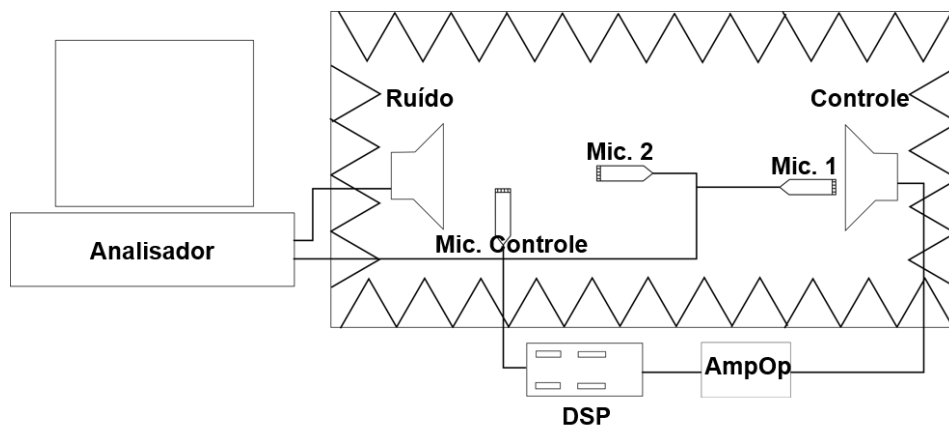 Ruído
Controle
Mic. 2
Mic. 1
Analisador
Mic. Controle
AmpOp
DSP